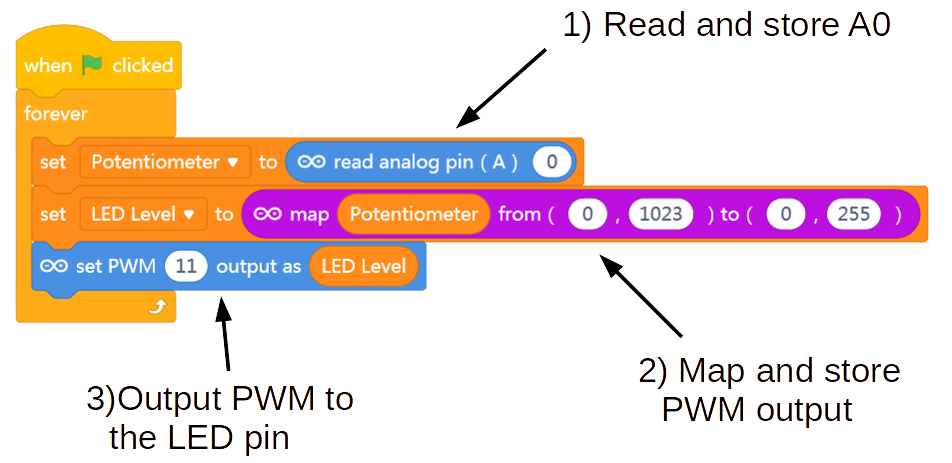 1) Read and store A0
when clicked
forever
set Potentiometer to read analog pin ( A ) 0
set LED Level to map Potentiometer from ( 0 , 1023 ) to ( 0 , 255 )
set PWM 11 output as LED Level
2) Map and store
PWM output
3)Output PWM to
the LED pin